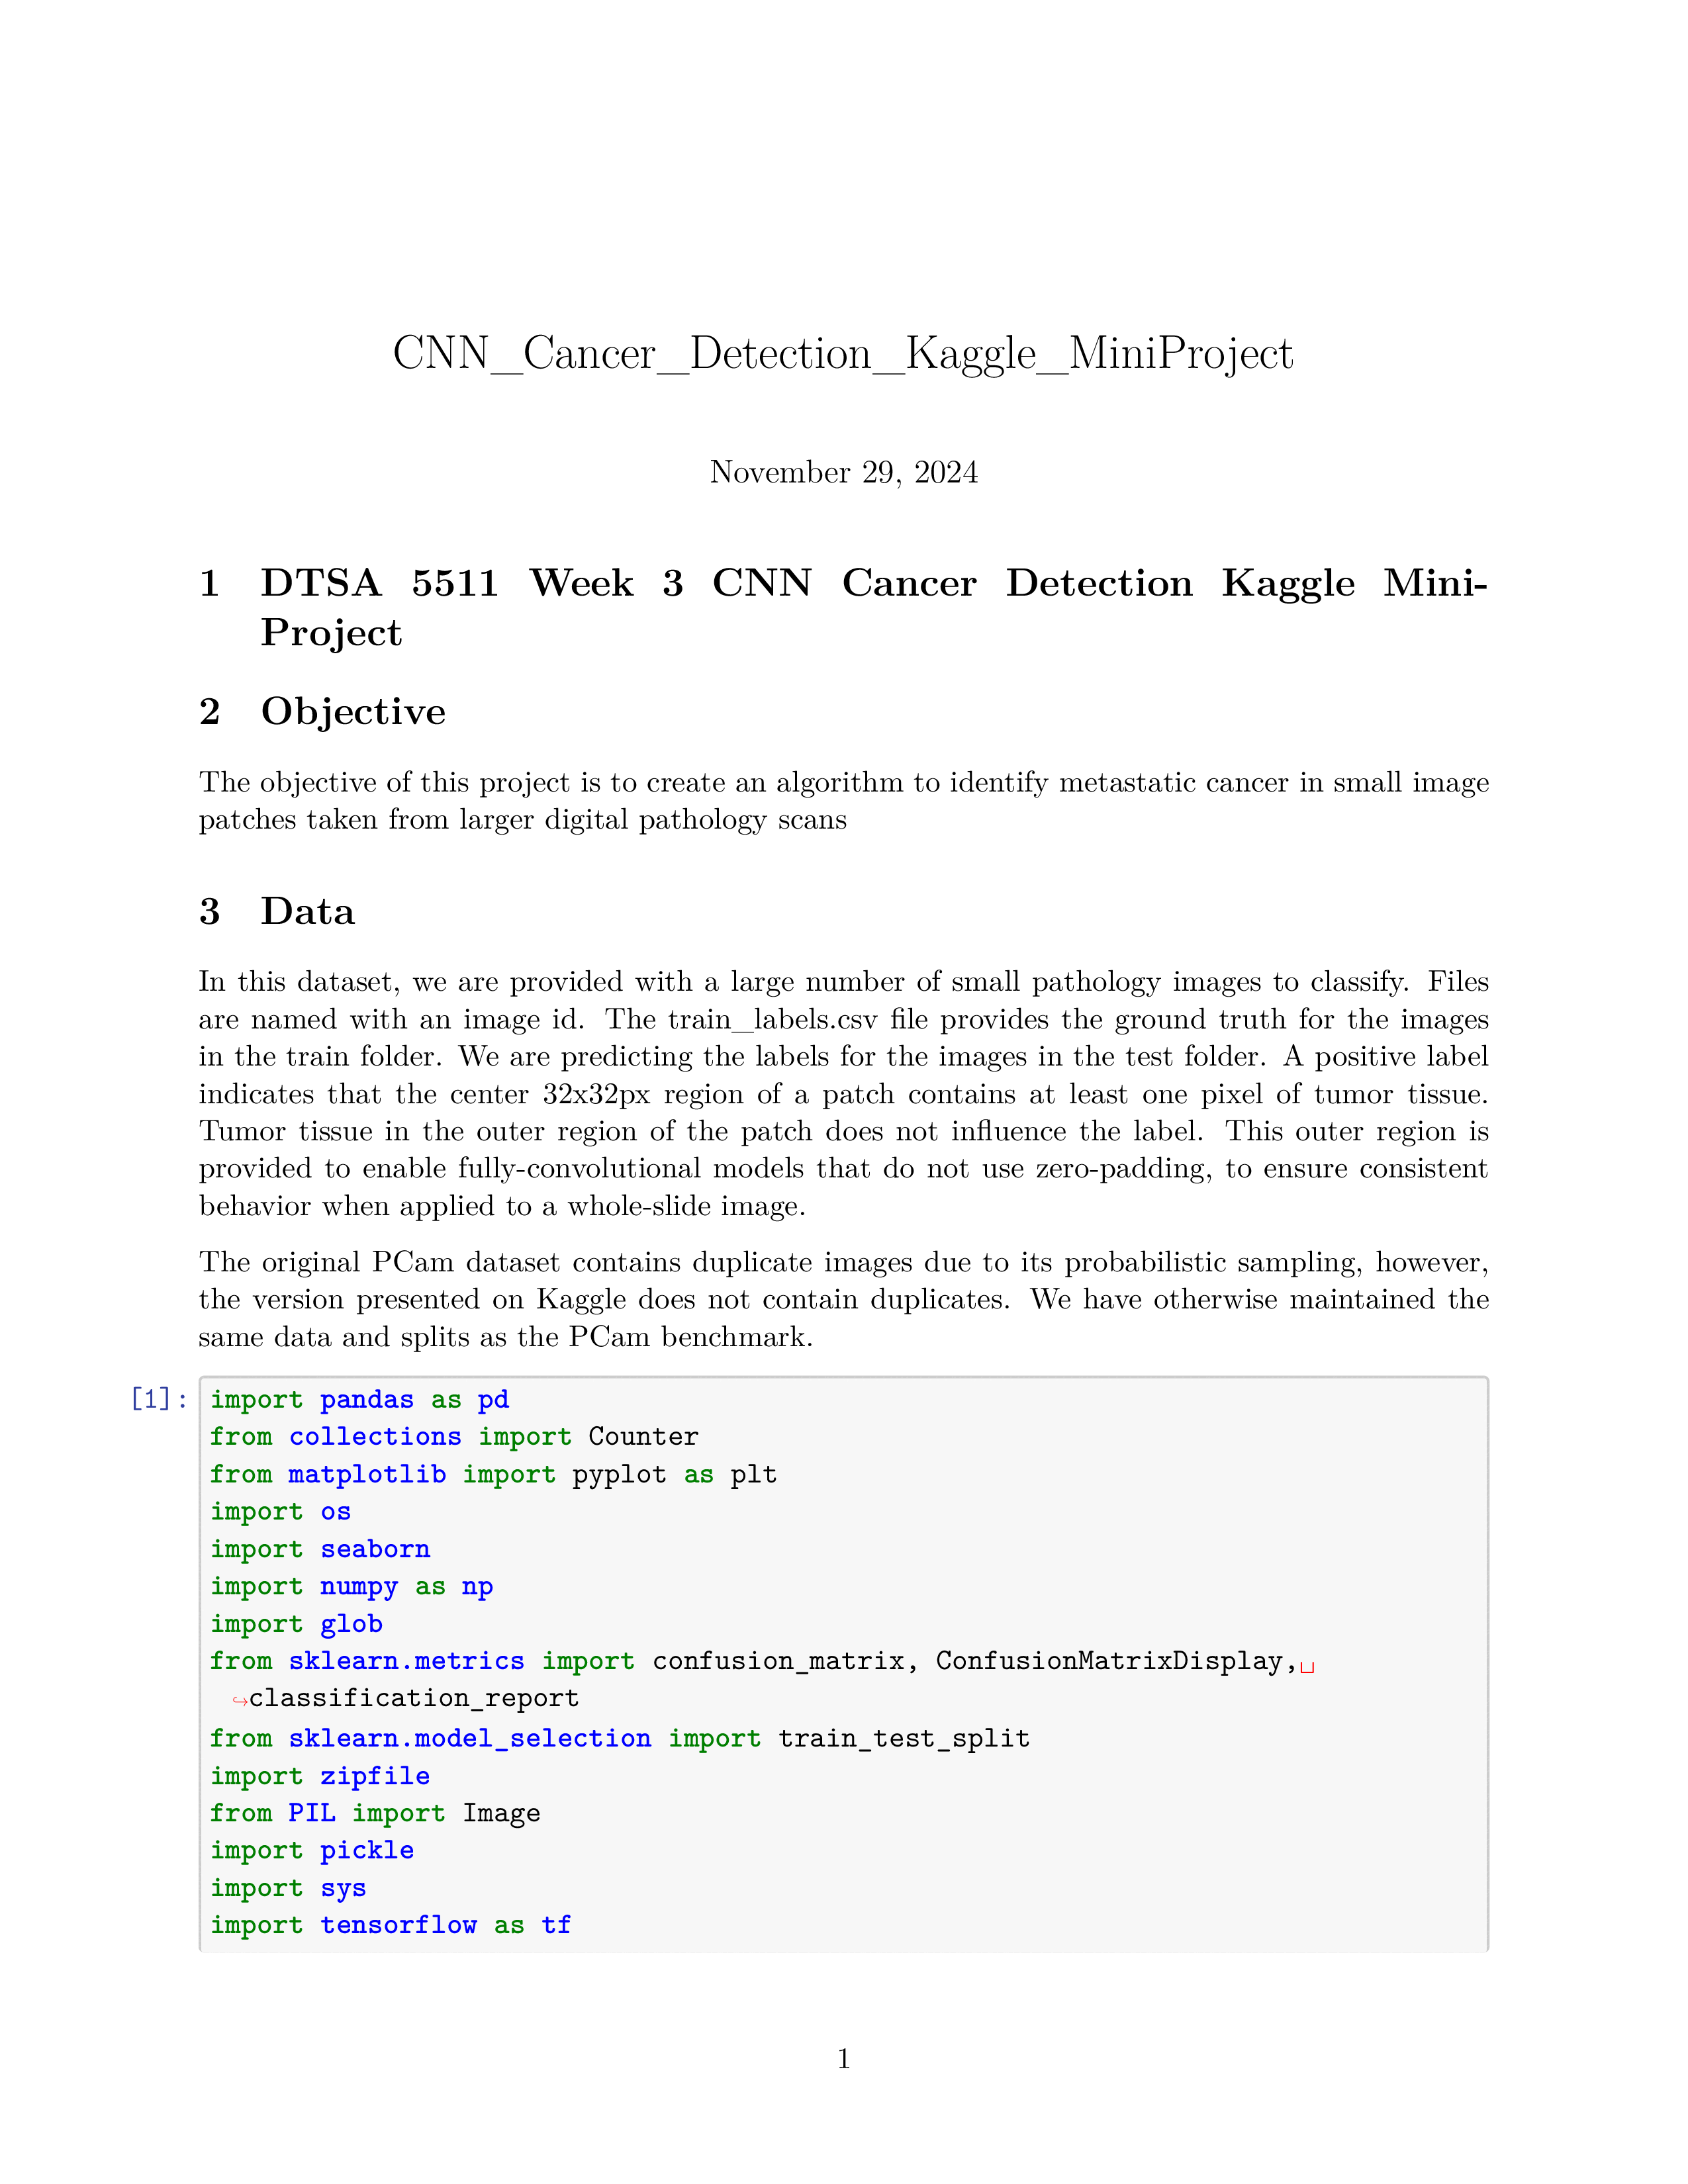 CNN_Cancer_Detection_Kaggle_MiniProject
November 29, 2024
1 DTSA 5511 Week 3 CNN Cancer Detection Kaggle Mini-
Project
2 Objective
The objective of this project is to create an algorithm to identify metastatic cancer in small image
patches taken from larger digital pathology scans
3 Data
In this dataset, we are provided with a large number of small pathology images to classify. Files
are named with an image id. The train_labels.csv file provides the ground truth for the images
in the train folder. We are predicting the labels for the images in the test folder. A positive label
indicates that the center 32x32px region of a patch contains at least one pixel of tumor tissue.
Tumor tissue in the outer region of the patch does not influence the label. This outer region is
provided to enable fully-convolutional models that do not use zero-padding, to ensure consistent
behavior when applied to a whole-slide image.
The original PCam dataset contains duplicate images due to its probabilistic sampling, however,
the version presented on Kaggle does not contain duplicates. We have otherwise maintained the
same data and splits as the PCam benchmark.
[1]: import pandas as pd
from collections import Counter
from matplotlib import pyplot as plt
import os
import seaborn
import numpy as np
import glob
from sklearn.metrics import confusion_matrix, ConfusionMatrixDisplay,␣
↪classification_report
from sklearn.model_selection import train_test_split
import zipfile
from PIL import Image
import pickle
import sys
import tensorflow as tf
1